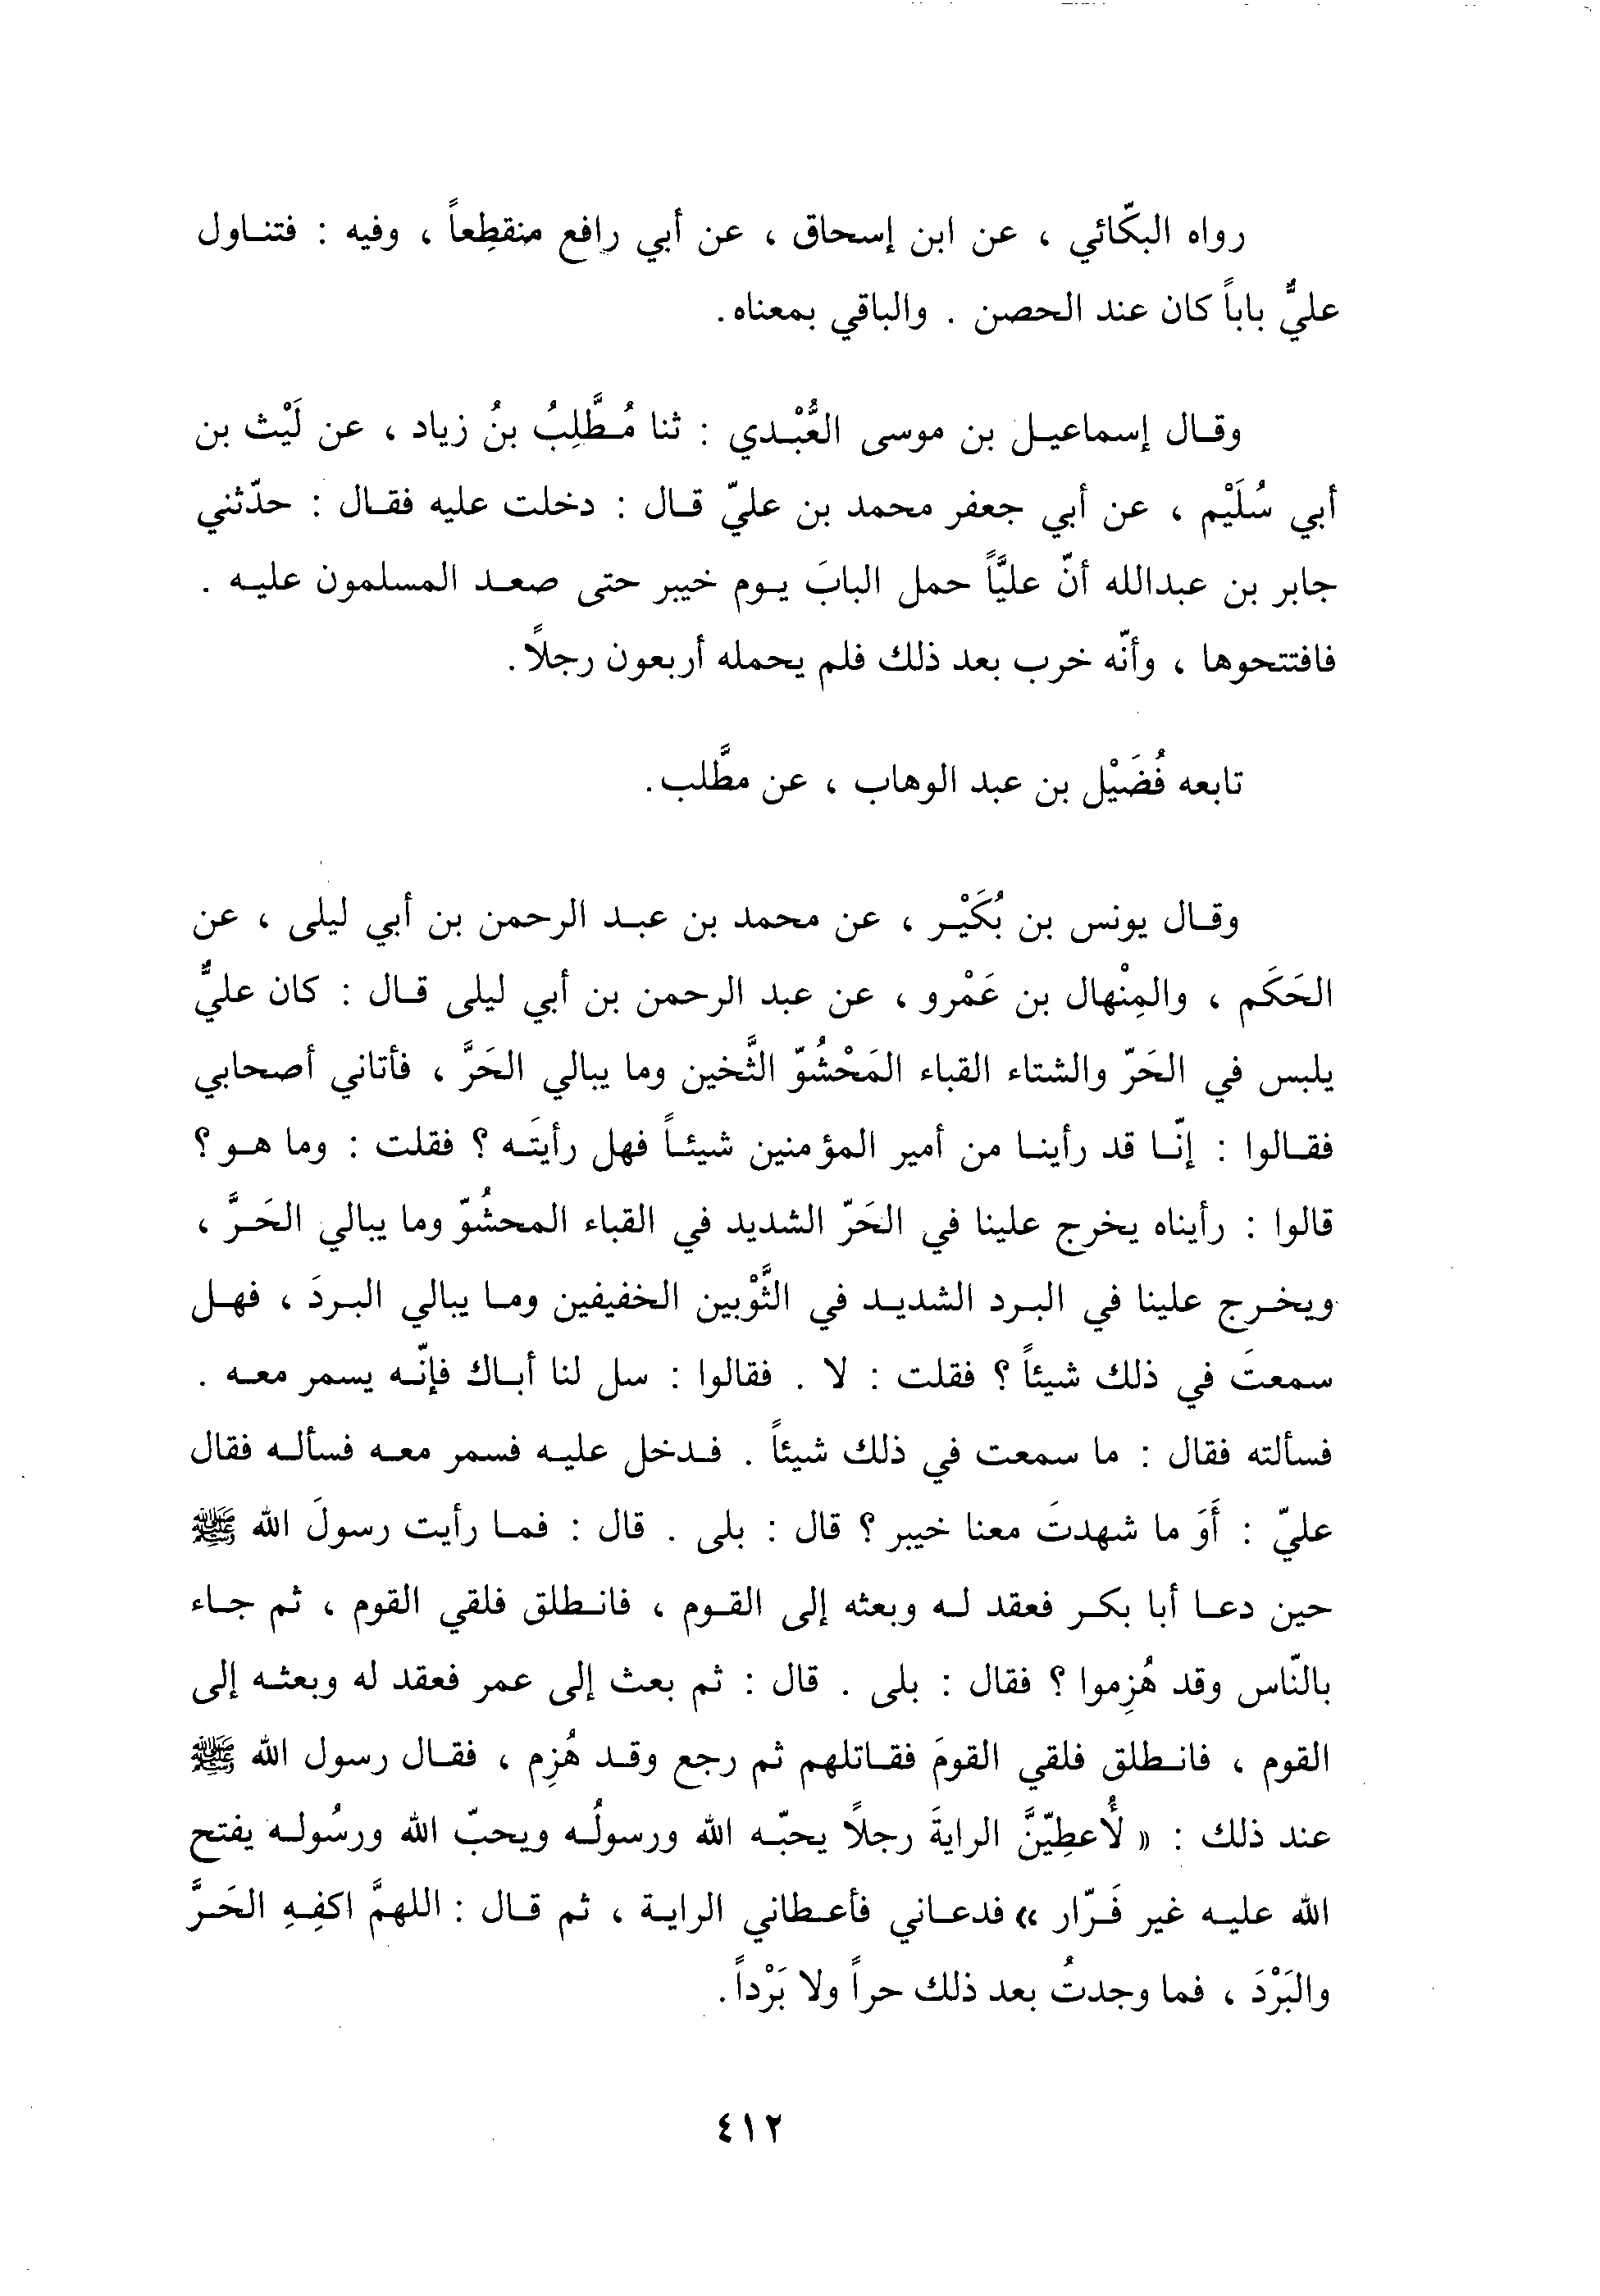 رواه البكّائي ، عن ابن إسحاق ، عن أبي رافع منقطِعاً ، وفيه : فتناول
عليٌّ باباً كان عند الحصن . والباقي بمعناه.
وقال إسماعيل بن موسى السُّدي : ثنا مُطَّلِبُ بنُ زياد ، عن لَيْث بن
أبي سُلَيْم ، عن أبي جعفر محمد بن عليّ قال : دخلت عليه فقال : حدّثني
جابر بن عبدالله أنّ عليًّاً حمل البابَ يوم خيبر حتى صعد المسلمون عليه .
فافتتحوها ، وأنّه خرب بعد ذلك فلم يحمله أربعون رجلاً.
تابعه فُضَيْل بن عبد الوهاب ، عن مطَّلب.
وقال يونس بن بُكَيْر ، عن محمد بن عبد الرحمن بن أبي ليلى ، عن
الحَكَم ، والمِنْهال بن عَمْرو ، عن عبد الرحمن بن أبي ليلى قال : كان عليٌّ
يلبس في الحَرّ والشتاء القباء المَحْشُوّ الثَّخين وما يبالي الحَرَّ ، فأتاني أصحابي
فقالوا : إنّا قد رأينا من أمير المؤمنين شيئاً فهل رأيتَه ؟ فقلت : وما هو ؟
قالوا : رأيناه يخرج علينا في الحَرّ الشديد في القباء المحشُوّ وما يبالي الحَرَّ ،
ويخرج علينا في البرد الشديد في الثَّوْبين الخفيفين وما يبالي البردَ ، فهل
سمعتَ في ذلك شيئاً ؟ فقلت : لا . فقالوا : سل لنا أباك فإنّه يسمر معه .
فسألته فقال : ما سمعت في ذلك شيئاً . فدخل عليه فسمر معه فسأله فقال
عليّ : أَوَ ما شهدتَ معنا خيبر ؟ قال : بلى . قال : فما رأيت رسولَ الله ﷺ
حين دعا أبا بكر فعقد له وبعثه إلى القوم ، فانطلق فلقي القوم ، ثم جاء
بالنّاس وقد هُزِموا ؟ فقال : بلى . قال : ثم بعث إلى عمر فعقد له وبعثه إلى
القوم ، فانطلق فلقي القومَ فقاتلهم ثم رجع وقد هُزِم ، فقال رسول الله ﷺ
عند ذلك : « لأُعطِيّنَّ الرايةَ رجلاً يحبّه الله ورسولُه ويحبّ الله ورسُوله يفتح
الله عليه غير فَرّار » فدعاني فأعطاني الراية ، ثم قال : اللهمَّ اكفِهِ الحَرَّ
والبَرْدَ ، فما وجدتُ بعد ذلك حراً ولا بَرْداً.
٤١٢